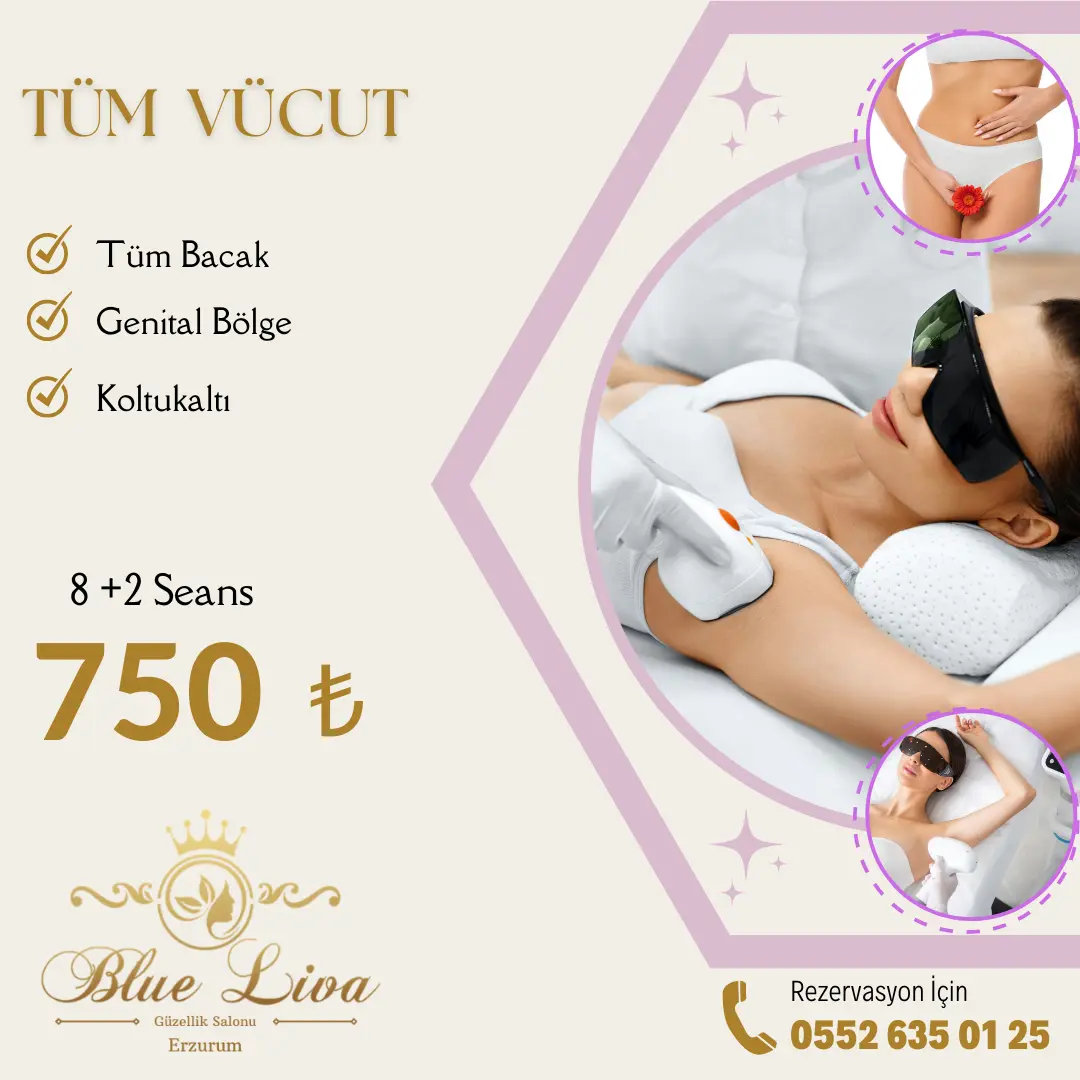 TÜM VÜCUT
Tüm Bacak
Genital Bölge
Koltukaltı
8 +2 Seans
750 ₺
Blue Liva
Güzellik Salonu
Erzurum
Rezervasyon İçin
0552 635 01 25